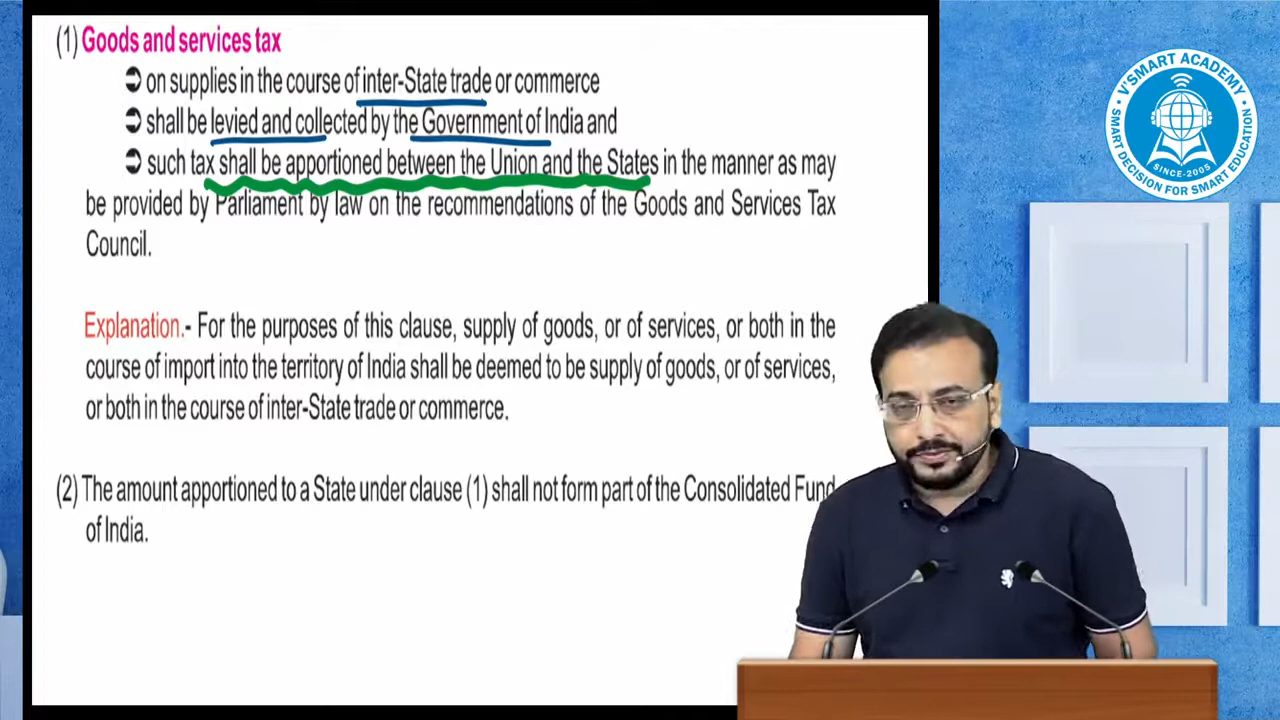 (1) Goods and services tax
➲ on supplies in the course of inter-State trade or commerce
➲ shall be levied and collected by the Government of India and
➲ such tax shall be apportioned between the Union and the States in the manner as may
be provided by Parliament by law on the recommendations of the Goods and Services Tax
Council.
Explanation.- For the purposes of this clause, supply of goods, or of services, or both in the
course of import into the territory of India shall be deemed to be supply of goods, or of services,
or both in the course of inter-State trade or commerce.
(2) The amount apportioned to a State under clause (1) shall not form part of the Consolidated Fund
of India.
V'SMART ACADEMY
SINCE-2005
SMART DECISION FOR SMART EDUCATION